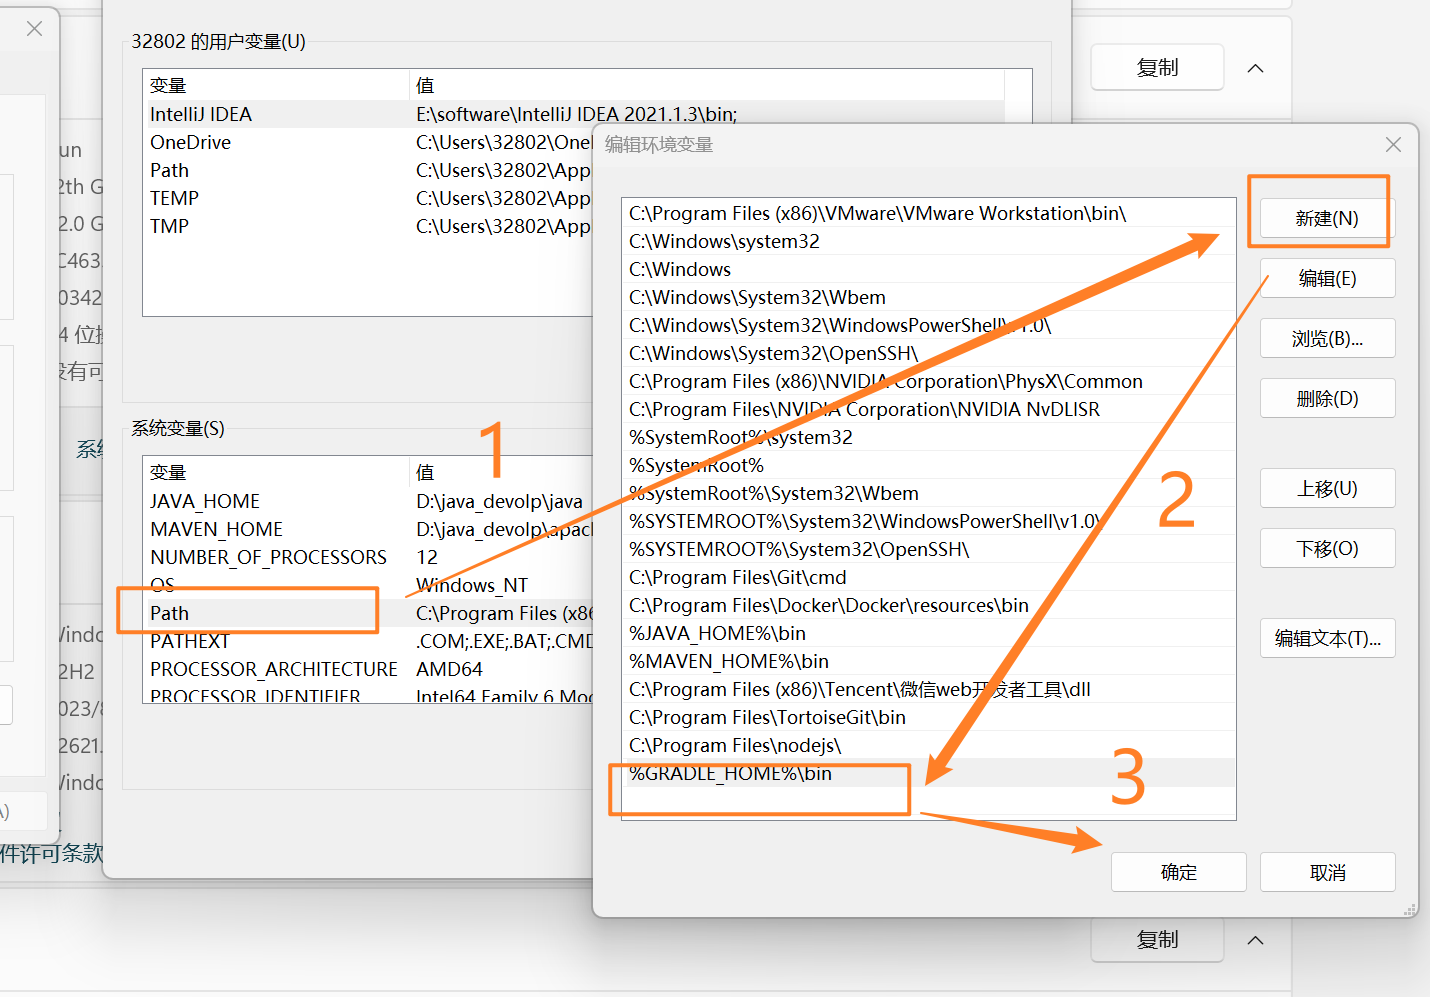 32802 的用户变量(U)
变量 值
IntelliJ IDEA E:\software\IntelliJ IDEA 2021.1.3\bin;
OneDrive C:\Users\32802\One
Path C:\Users\32802\App
TEMP C:\Users\32802\App
TMP C:\Users\32802\App
系统变量(S)
变量 值
JAVA_HOME D:\java_devolp\java
MAVEN_HOME D:\java_devolp\apac
NUMBER_OF_PROCESSORS 12
OS Windows_NT
Path C:\Program Files (x86
PATHEXT .COM;.EXE;.BAT;.CMD
PROCESSOR_ARCHITECTURE AMD64
PROCESSOR_IDENTIFIER Intel64 Family 6 Mo
编辑环境变量
C:\Program Files (x86)\VMware\VMware Workstation\bin\
C:\Windows\system32
C:\Windows
C:\Windows\System32\Wbem
C:\Windows\System32\WindowsPowerShell\v1.0\
C:\Windows\System32\OpenSSH\
C:\Program Files (x86)\NVIDIA Corporation\PhysX\Common
C:\Program Files\NVIDIA Corporation\NVIDIA NvDLISR
%SystemRoot%\system32
%SystemRoot%
%SystemRoot%\System32\Wbem
%SYSTEMROOT%\System32\WindowsPowerShell\v1.0\
%SYSTEMROOT%\System32\OpenSSH\
C:\Program Files\Git\cmd
C:\Program Files\Docker\Docker\resources\bin
%JAVA_HOME%\bin
%MAVEN_HOME%\bin
C:\Program Files (x86)\Tencent\微信web开发者工具\dll
C:\Program Files\TortoiseGit\bin
C:\Program Files\nodejs\
%GRADLE_HOME%\bin
新建(N)
编辑(E)
浏览(B)...
删除(D)
上移(U)
下移(O)
编辑文本(T)...
确定
取消
1
2
3
复制
复制
un
2th G
2.0 G
C463
0342
4 位
没有可
系统
Windo
2H2
023/8
2621.
Windo
A)
件许可条款